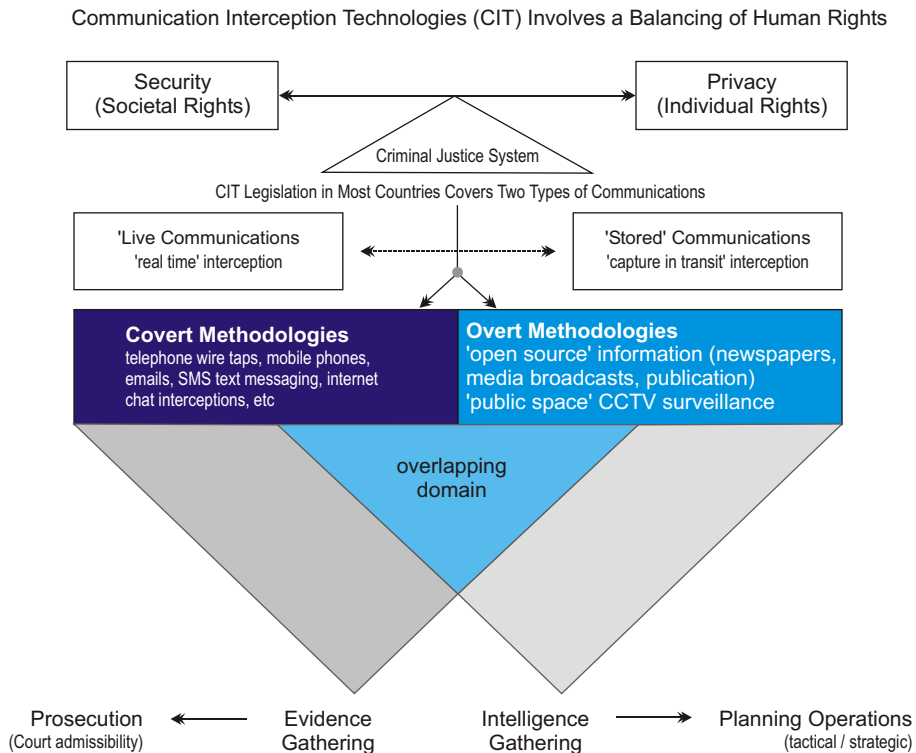 Communication Interception Technologies (CIT) Involves a Balancing of Human Rights
Security
(Societal Rights)
Privacy
(Individual Rights)
Criminal Justice System
CIT Legislation in Most Countries Covers Two Types of Communications
'Live Communications
'real time' interception
'Stored' Communications
'capture in transit' interception
Covert Methodologies
telephone wire taps, mobile phones,
emails, SMS text messaging, internet
chat interceptions, etc
Overt Methodologies
'open source' information (newspapers,
media broadcasts, publication)
'public space' CCTV surveillance
overlapping
domain
Prosecution
(Court admissibility)
Evidence
Gathering
Intelligence
Gathering
Planning Operations
(tactical / strategic)